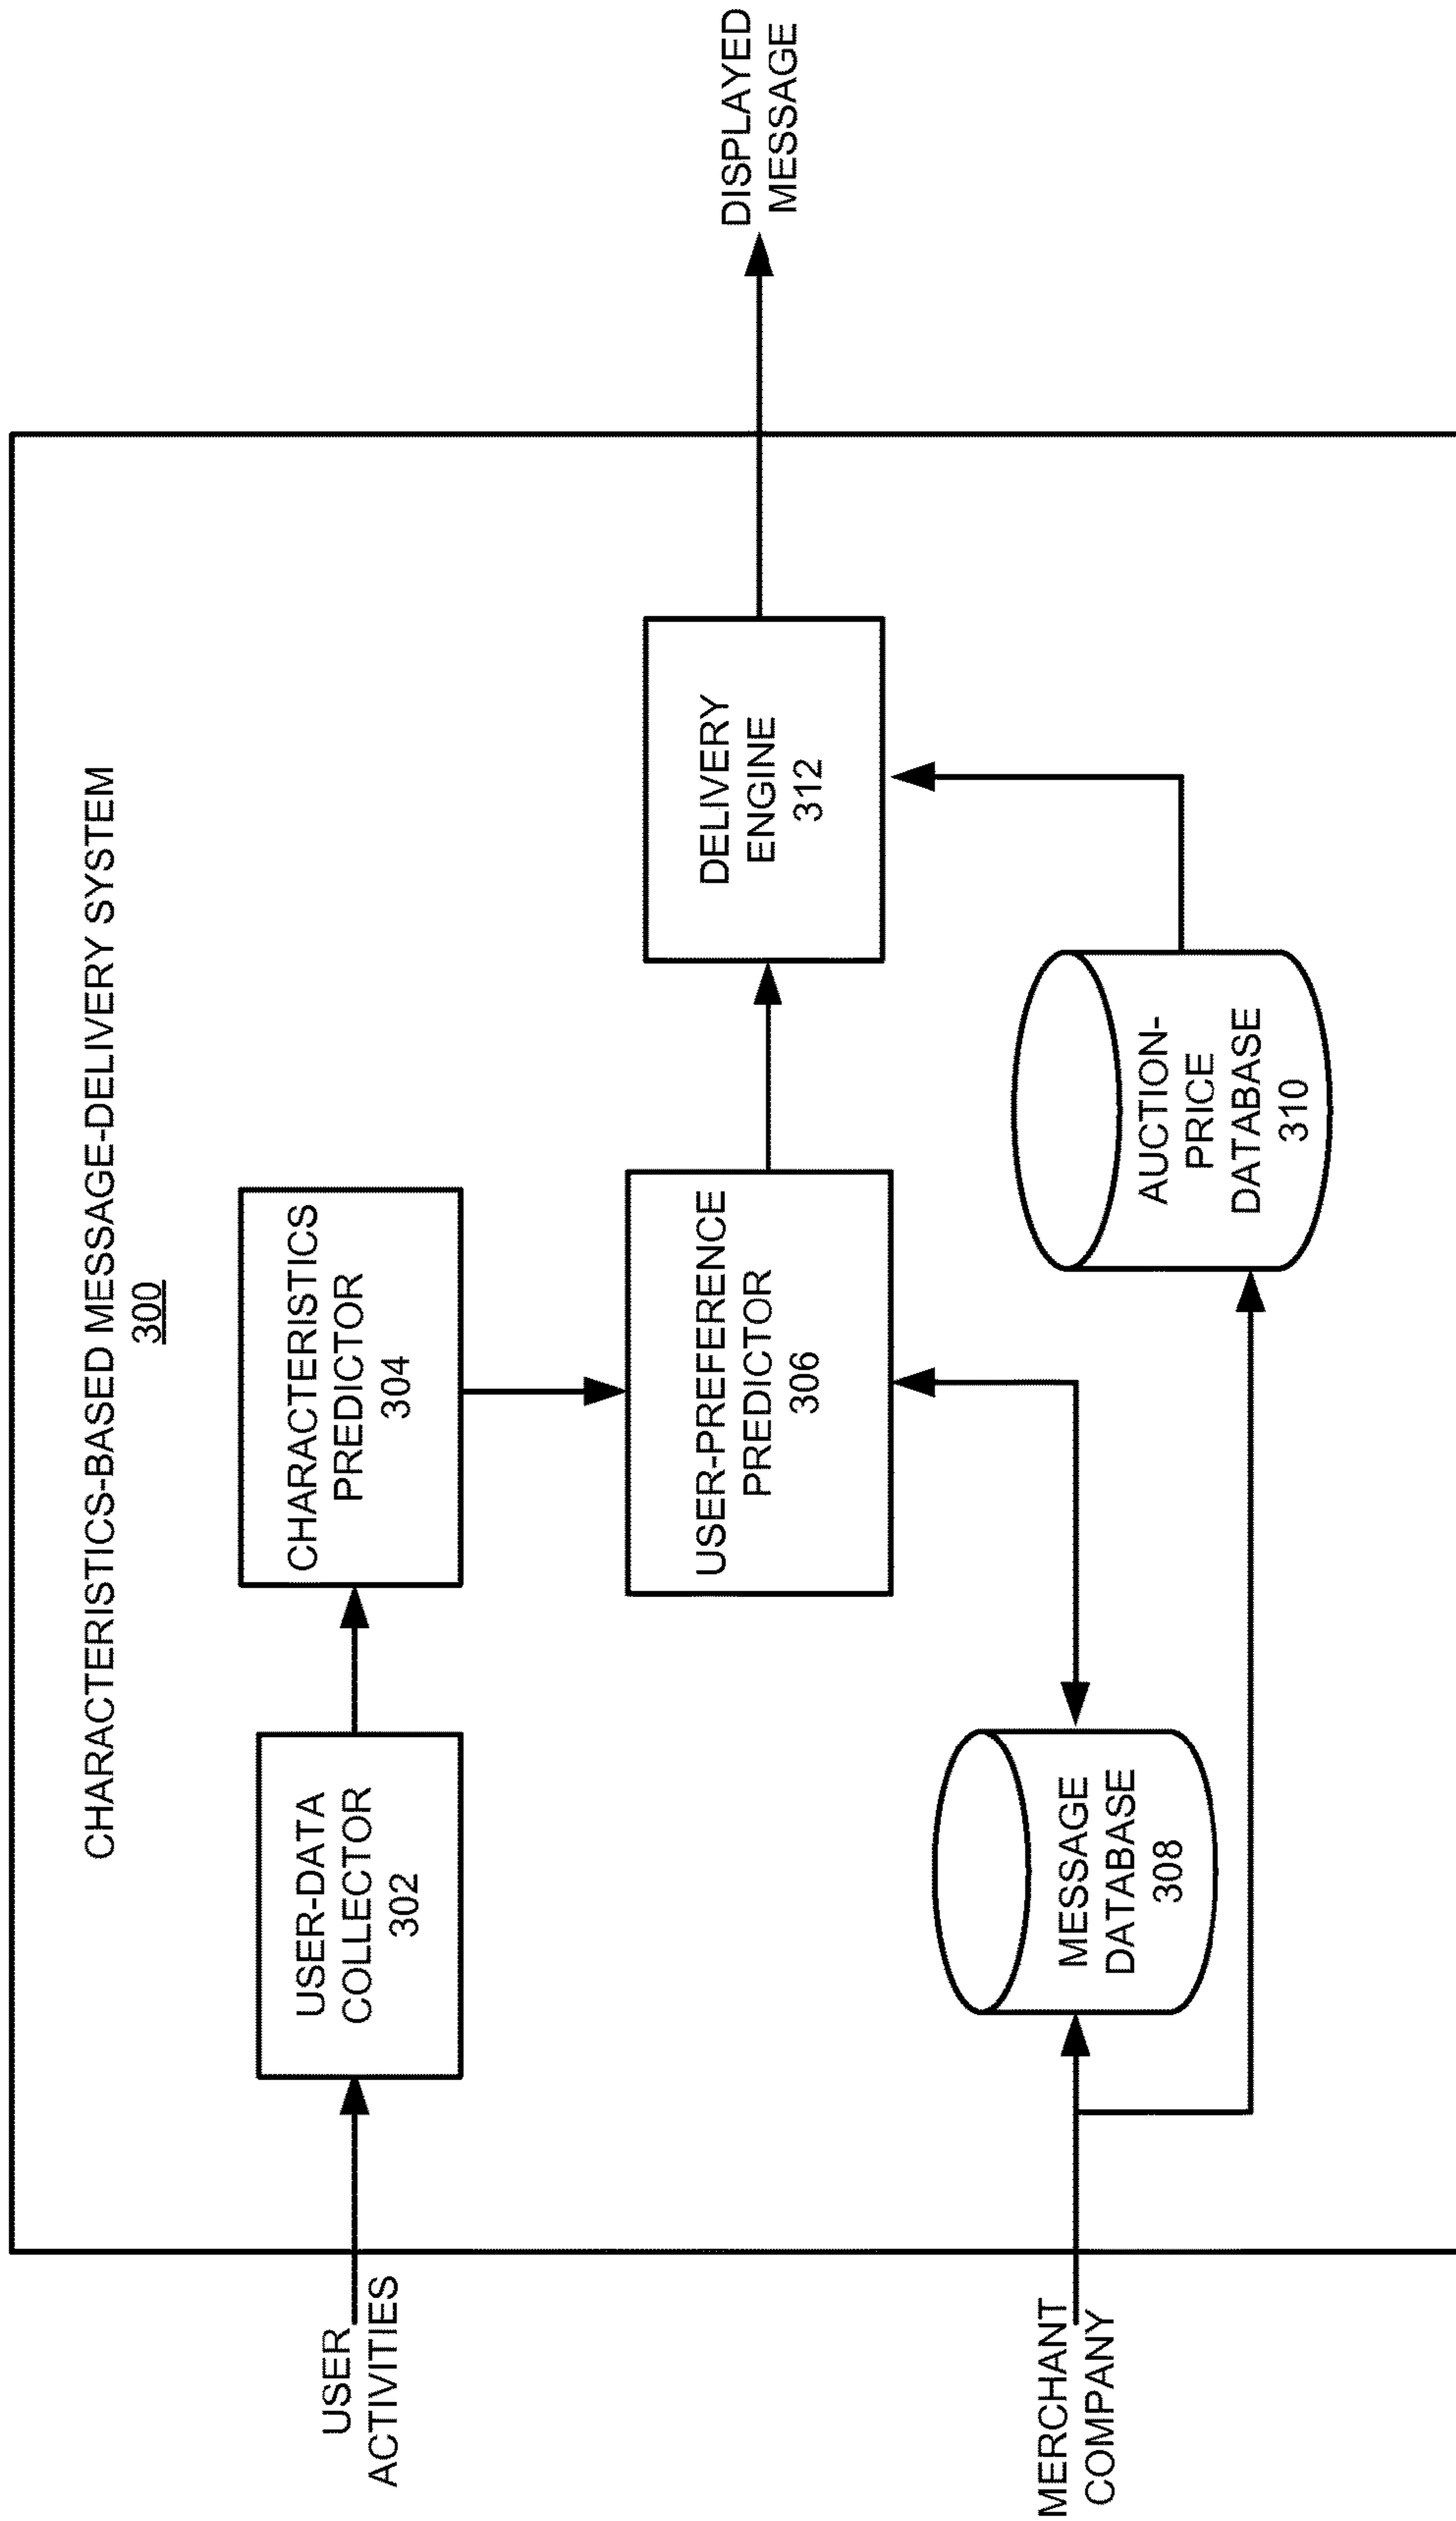 CHARACTERISTICS-BASED MESSAGE-DELIVERY SYSTEM
300
USER
ACTIVITIES
USER-DATA
COLLECTOR
302
CHARACTERISTICS
PREDICTOR
304
USER-PREFERENCE
PREDICTOR
306
DELIVERY
ENGINE
312
DISPLAYED
MESSAGE
MERCHANT
COMPANY
MESSAGE
DATABASE
308
AUCTION-
PRICE
DATABASE
310